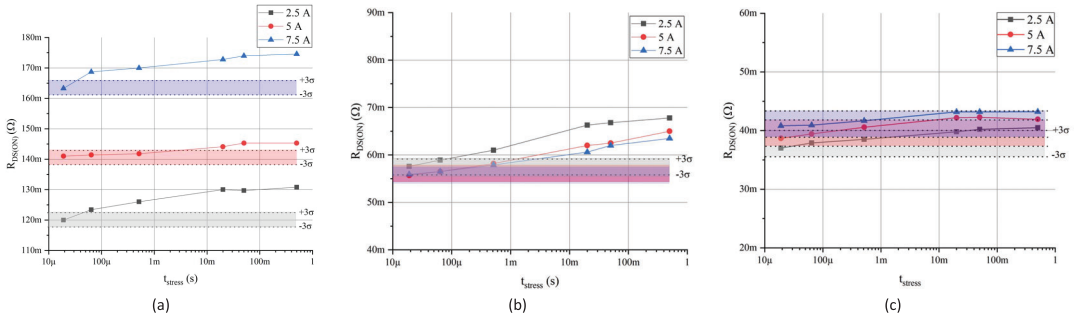 2.5 A
5 A
7.5 A
180m
170m
160m
150m
140m
130m
120m
110m
R_DS(ON) (Ω)
+3σ
-3σ
+3σ
-3σ
+3σ
-3σ
10μ
100μ
1m
10m
100m
1
t_stress (s)
(a)
2.5 A
5 A
7.5 A
90m
80m
70m
60m
50m
40m
R_DS(ON) (Ω)
+3σ
-3σ
10μ
100μ
1m
10m
100m
1
t_stress (s)
(b)
2.5 A
5 A
7.5 A
60m
50m
40m
30m
20m
R_DS(ON) (Ω)
+3σ
-3σ
10μ
100μ
1m
10m
100m
1
t_stress
(c)